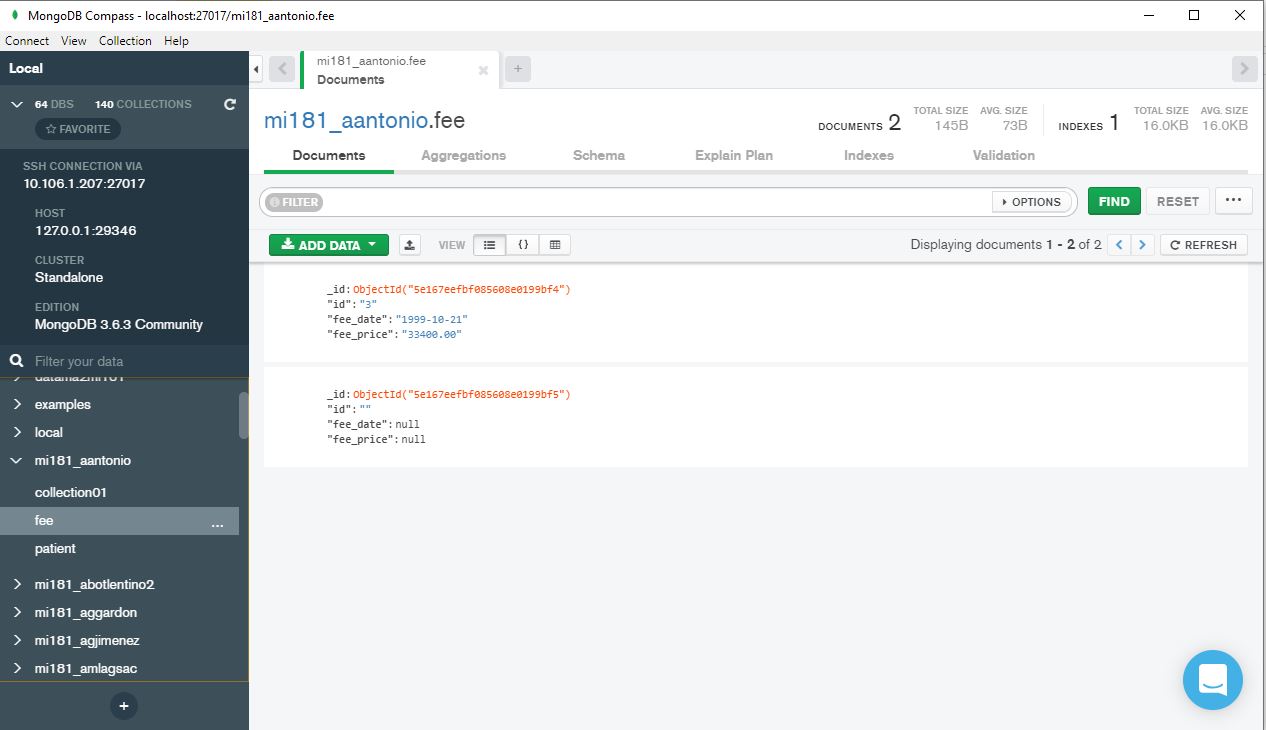 MongoDB Compass - localhost:27017/mi181_aantonio.fee
Connect View Collection Help
Local
64 DBS 140 COLLECTIONS
FAVORITE
SSH CONNECTION VIA
10.106.1.207:27017
HOST
127.0.0.1:29346
CLUSTER
Standalone
EDITION
MongoDB 3.6.3 Community
Filter your data
examples
local
mi181_aantonio
collection01
fee ...
patient
mi181_abotlentino2
mi181_aggardon
mi181_agjimenez
mi181_amlagsac
+
mi181_aantonio.fee
Documents
+
mi181_aantonio.fee
DOCUMENTS 2 TOTAL SIZE 145B AVG. SIZE 73B INDEXES 1 TOTAL SIZE 16.0KB AVG. SIZE 16.0KB
Documents Aggregations Schema Explain Plan Indexes Validation
FILTER OPTIONS FIND RESET ...
ADD DATA VIEW {} Displaying documents 1 - 2 of 2 < > REFRESH
_id: ObjectId("5e167eefbf085608e0199bf4")
"id": "3"
"fee_date": "1999-10-21"
"fee_price": "33400.00"
_id: ObjectId("5e167eefbf085608e0199bf5")
"id": ""
"fee_date": null
"fee_price": null